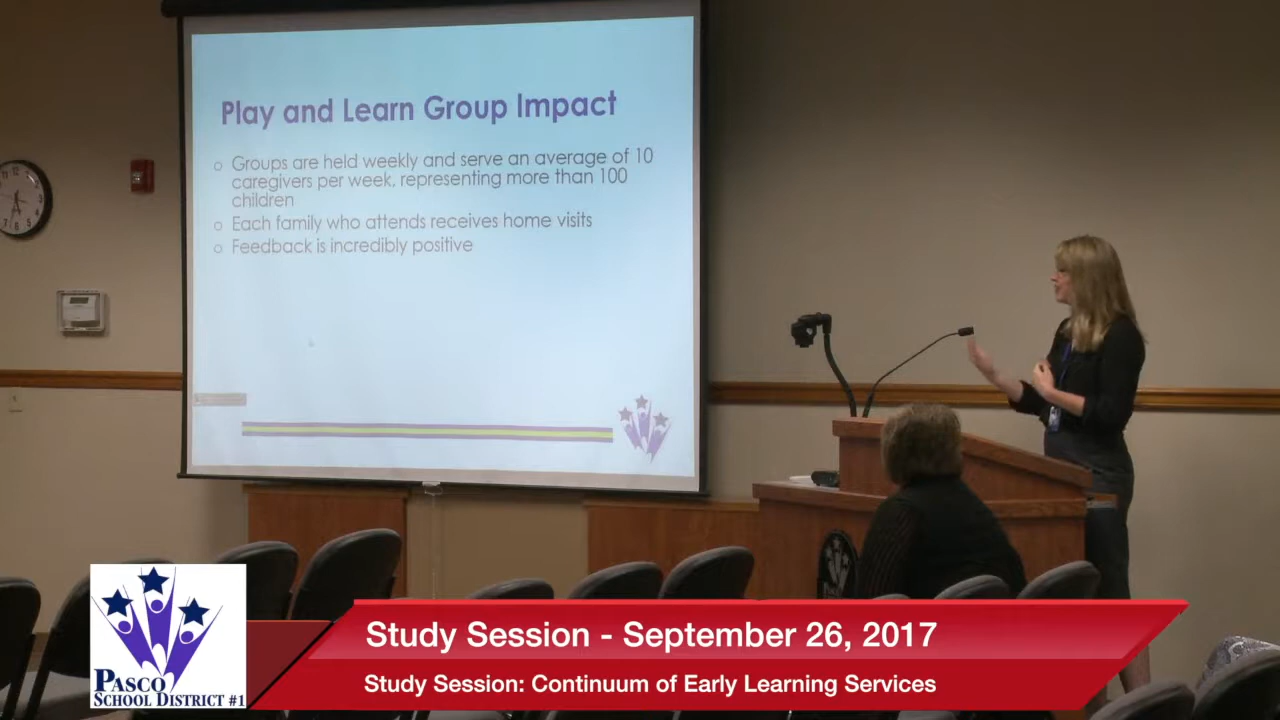 Play and Learn Group Impact
Groups are held weekly and serve an average of 10
caregivers per week, representing more than 100
children
Each family who attends receives home visits
Feedback is incredibly positive
Study Session - September 26, 2017
Study Session: Continuum of Early Learning Services
PASCO
SCHOOL DISTRICT #1